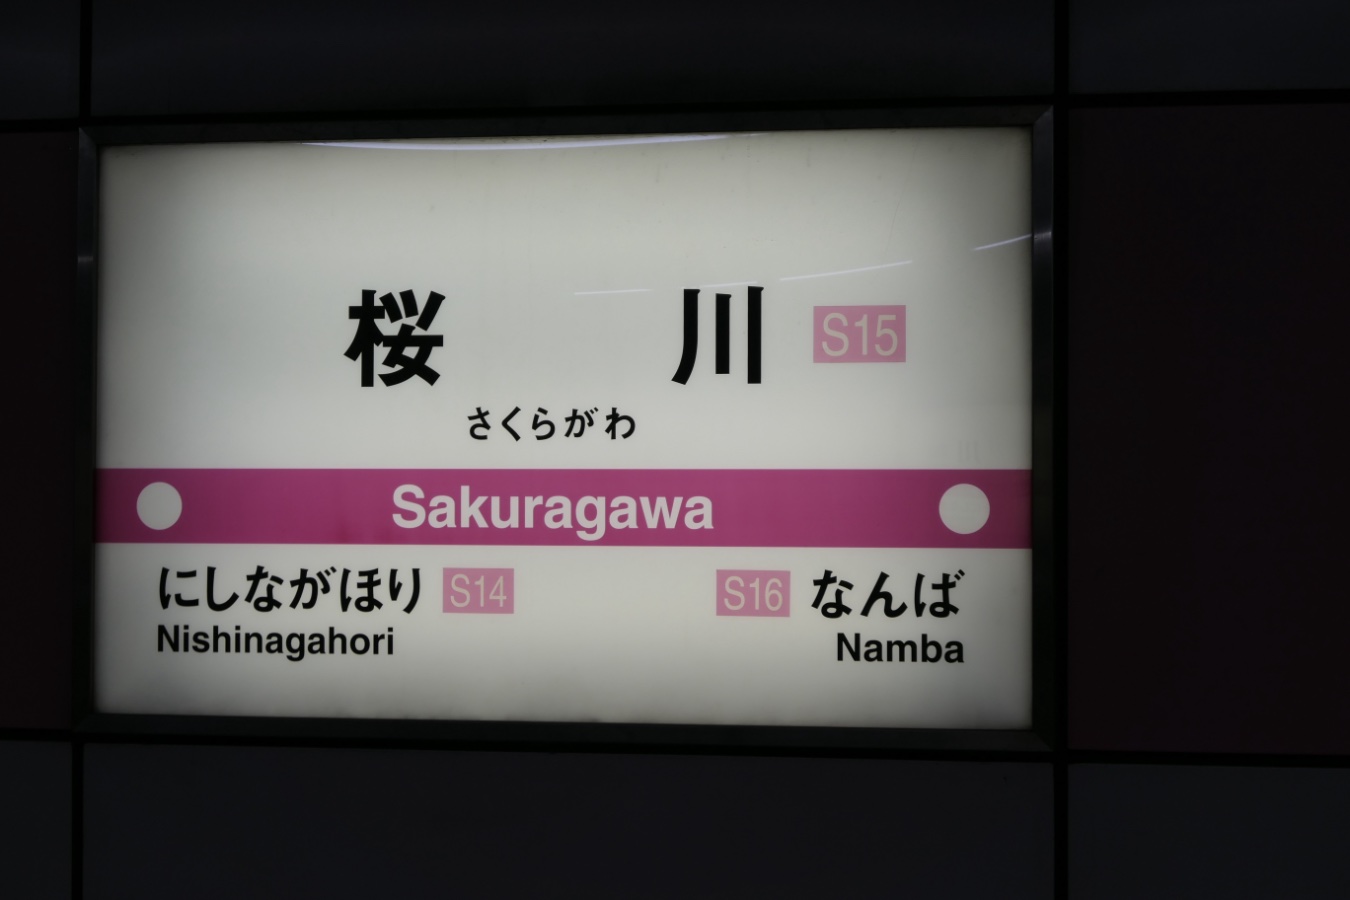 桜川 S15
さくらがわ
Sakuragawa
にしながほり S14
Nishinagahori
S16 なんば
Namba